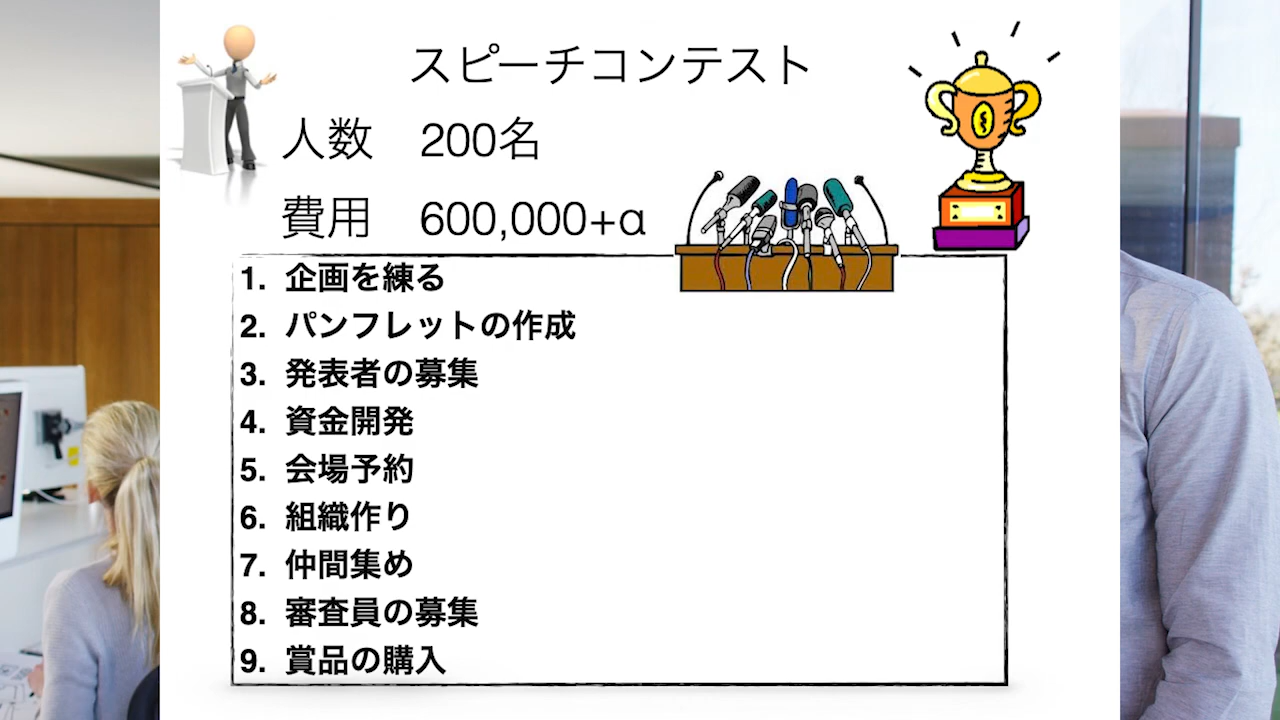 スピーチコンテスト
人数　200名
費用　600,000+α
1. 企画を練る
2. パンフレットの作成
3. 発表者の募集
4. 資金開発
5. 会場予約
6. 組織作り
7. 仲間集め
8. 審査員の募集
9. 賞品の購入